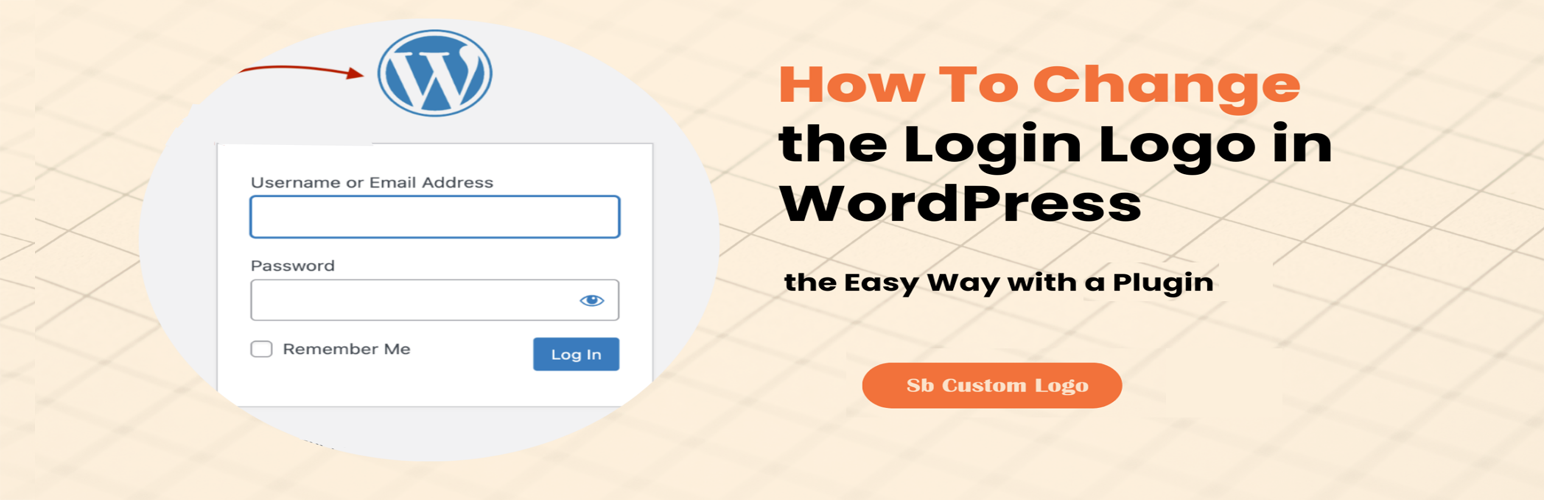 Username or Email Address
Password
Remember Me
Log In
How To Change
the Login Logo in
WordPress
the Easy Way with a Plugin
Sb Custom Logo